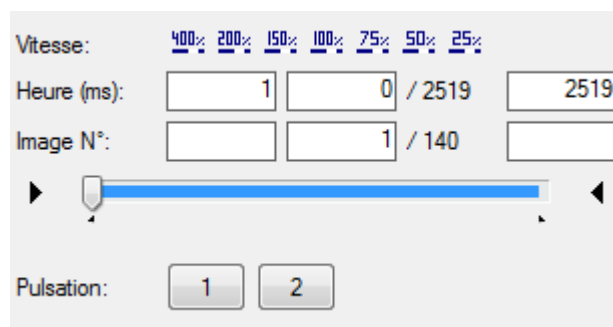 Vitesse: 400% 200% 150% 100% 75% 50% 25%
Heure (ms): 1 0 / 2519 2519
Image N°: 1 / 140
Pulsation: 1 2